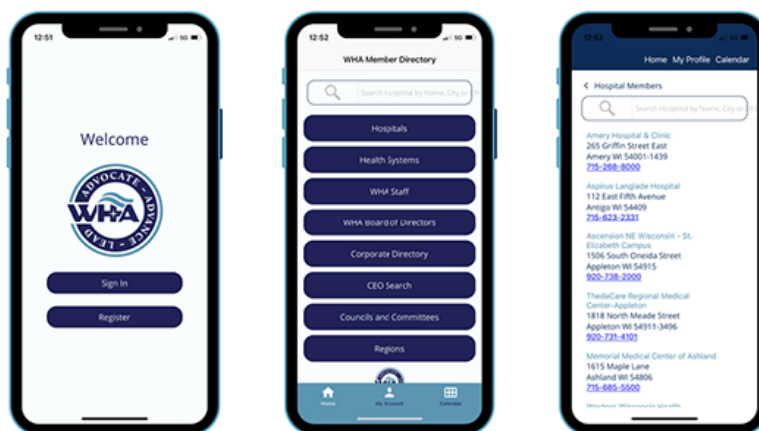 12:51
5G
Welcome
ADVOCATE - ADVANCE - LEAD -
WHA
Sign In
Register
12:52
5G
WHA Member Directory
Search Hospital by Name, City or
Hospitals
Health Systems
WHA Staff
WHA Board of Directors
Corporate Directory
CEO Search
Councils and Committees
Regions
Home
My Account
Calendar
12:52
5G
Home My Profile Calendar
< Hospital Members
Search Hospital by Name, City or
Amery Hospital & Clinic
265 Griffin Street East
Amery WI 54001-1439
715-268-8000
Aspirus Langlade Hospital
112 East Fifth Avenue
Antigo WI 54409
715-623-2331
Ascension NE Wisconsin - St.
Elizabeth Campus
1506 South Oneida Street
Appleton WI 54915
920-738-2000
ThedaCare Regional Medical
Center-Appleton
1818 North Meade Street
Appleton WI 54911-3496
920-731-4101
Memorial Medical Center of Ashland
1615 Maple Lane
Ashland WI 54806
715-685-5500
Western Wisconsin Health